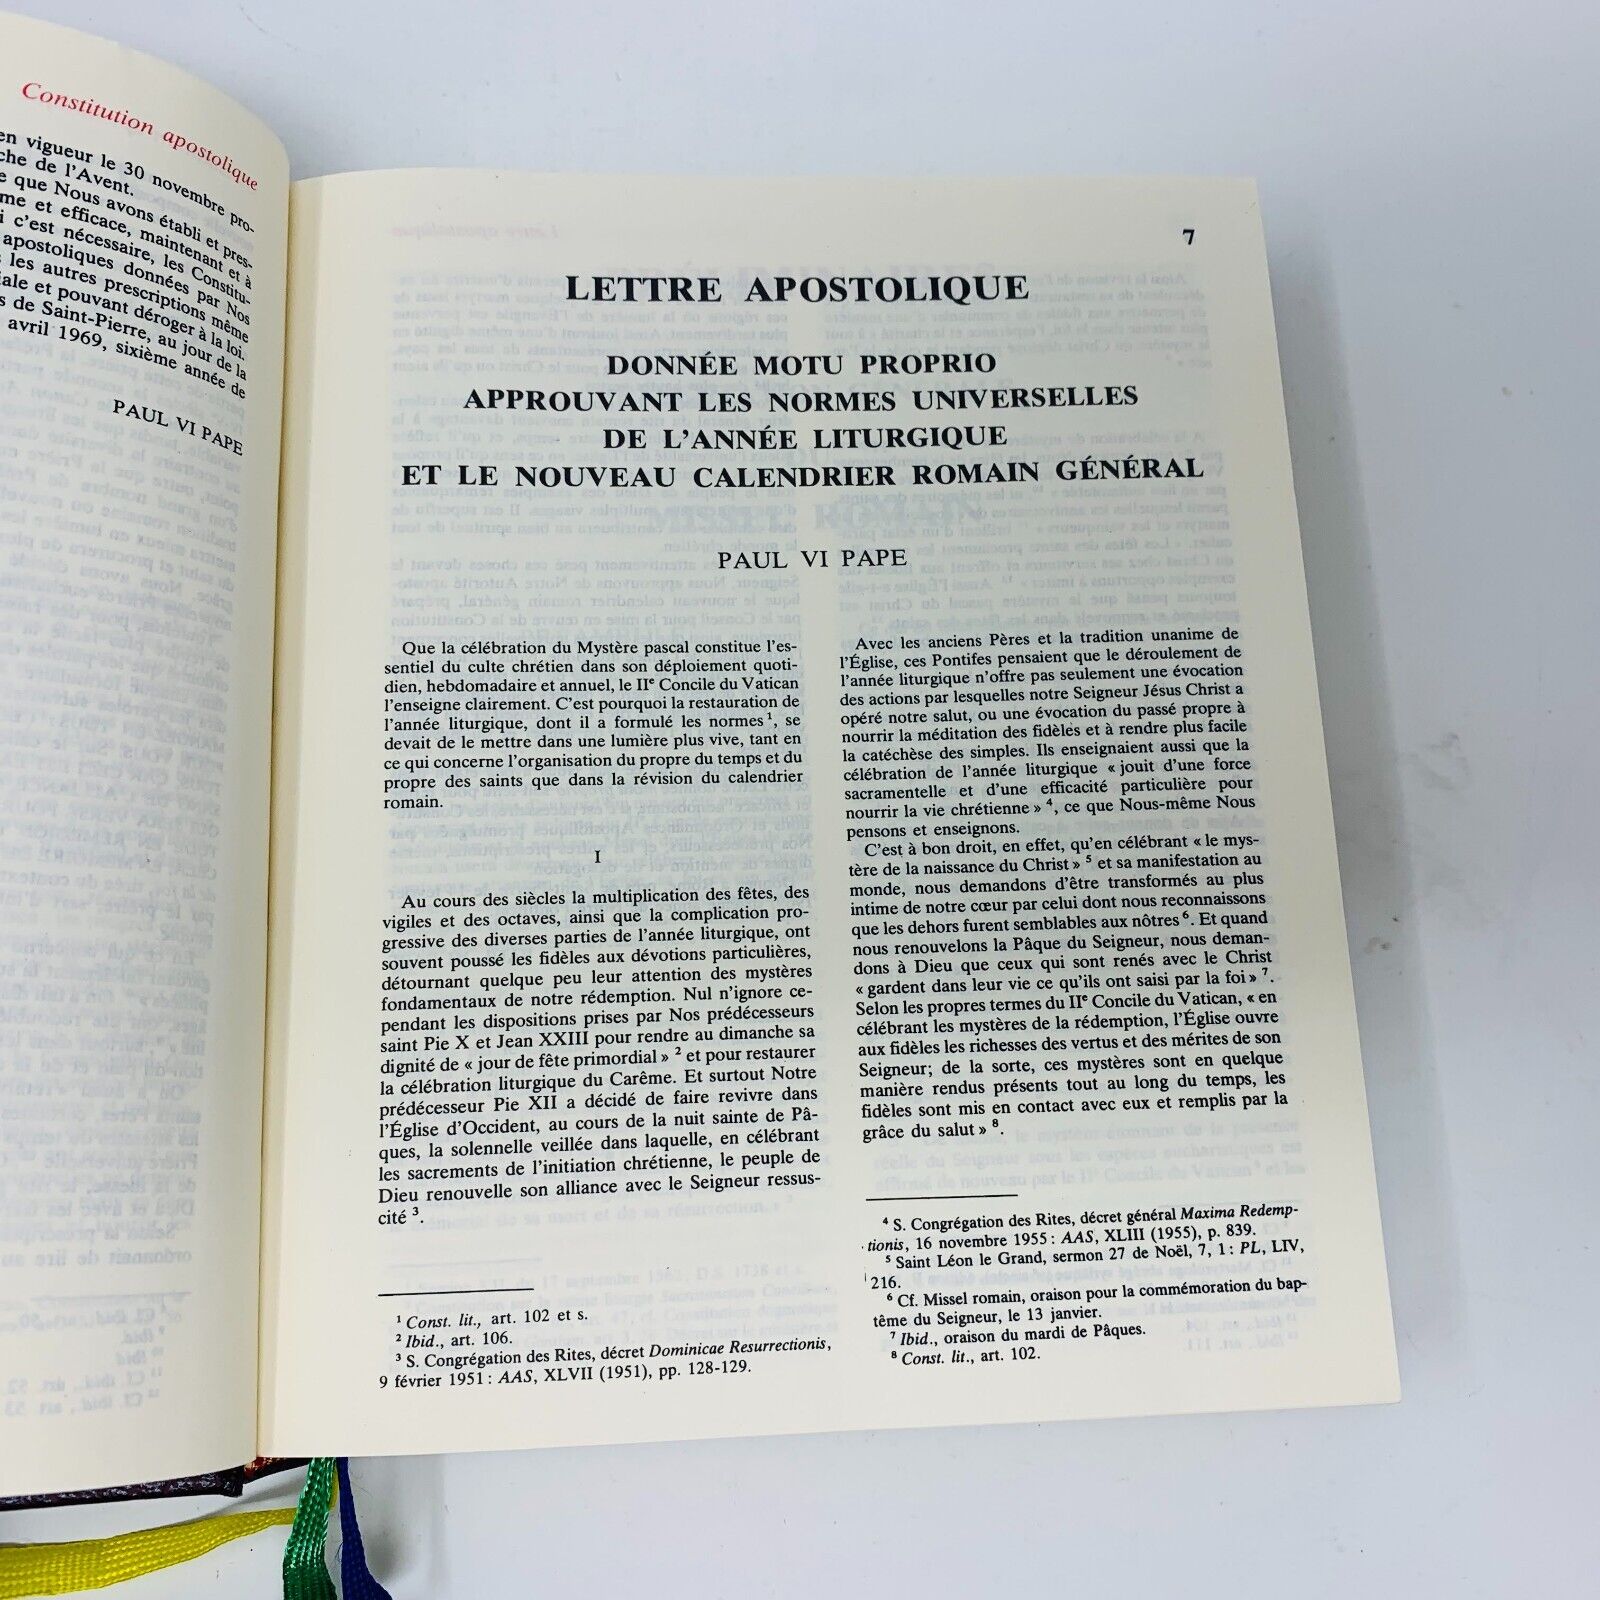 Constitution apostolique
en vigueur le 30 novembre pro-
che de l'Avent.
e que Nous avons établi et pres-
me et efficace, maintenant et à
i c'est nécessaire, les Constitu-
apostoliques données par Nos
les autres prescriptions même
iale et pouvant déroger à la loi.
s de Saint-Pierre, au jour de la
avril 1969, sixième année de
PAUL VI PAPE
7
LETTRE APOSTOLIQUE
DONNÉE MOTU PROPRIO
APPROUVANT LES NORMES UNIVERSELLES
DE L'ANNÉE LITURGIQUE
ET LE NOUVEAU CALENDRIER ROMAIN GÉNÉRAL
PAUL VI PAPE
Que la célébration du Mystère pascal constitue l'es-
sentiel du culte chrétien dans son déploiement quoti-
dien, hebdomadaire et annuel, le IIe Concile du Vatican
l'enseigne clairement. C'est pourquoi la restauration de
l'année liturgique, dont il a formulé les normes¹, se
devait de le mettre dans une lumière plus vive, tant en
ce qui concerne l'organisation du propre du temps et du
propre des saints que dans la révision du calendrier
romain.
I
Au cours des siècles la multiplication des fêtes, des
vigiles et des octaves, ainsi que la complication pro-
gressive des diverses parties de l'année liturgique, ont
souvent poussé les fidèles aux dévotions particulières,
détournant quelque peu leur attention des mystères
fondamentaux de notre rédemption. Nul n'ignore ce-
pendant les dispositions prises par Nos prédécesseurs
saint Pie X et Jean XXIII pour rendre au dimanche sa
dignité de « jour de fête primordial » ² et pour restaurer
la célébration liturgique du Carême. Et surtout Notre
prédécesseur Pie XII a décidé de faire revivre dans
l'Église d'Occident, au cours de la nuit sainte de Pâ-
ques, la solennelle veillée dans laquelle, en célébrant
les sacrements de l'initiation chrétienne, le peuple de
Dieu renouvelle son alliance avec le Seigneur ressus-
cité ³.
¹ Const. lit., art. 102 et s.
² Ibid., art. 106.
³ S. Congrégation des Rites, décret Dominicae Resurrectionis,
9 février 1951 : AAS, XLVII (1951), pp. 128-129.
Avec les anciens Pères et la tradition unanime de
l'Église, ces Pontifes pensaient que le déroulement de
l'année liturgique n'offre pas seulement une évocation
des actions par lesquelles notre Seigneur Jésus Christ a
opéré notre salut, ou une évocation du passé propre à
nourrir la méditation des fidèles et à rendre plus facile
la catéchèse des simples. Ils enseignaient aussi que la
célébration de l'année liturgique « jouit d'une force
sacramentelle et d'une efficacité particulière pour
nourrir la vie chrétienne » ⁴, ce que Nous-même Nous
pensons et enseignons.
C'est à bon droit, en effet, qu'en célébrant « le mys-
tère de la naissance du Christ » ⁵ et sa manifestation au
monde, nous demandons d'être transformés au plus
intime de notre cœur par celui dont nous reconnaissons
que les dehors furent semblables aux nôtres ⁶. Et quand
nous renouvelons la Pâque du Seigneur, nous deman-
dons à Dieu que ceux qui sont renés avec le Christ
« gardent dans leur vie ce qu'ils ont saisi par la foi » ⁷.
Selon les propres termes du IIe Concile du Vatican, « en
célébrant les mystères de la rédemption, l'Église ouvre
aux fidèles les richesses des vertus et des mérites de son
Seigneur; de la sorte, ces mystères sont en quelque
manière rendus présents tout au long du temps, les
fidèles sont mis en contact avec eux et remplis par la
grâce du salut » ⁸.
⁴ S. Congrégation des Rites, décret général Maxima Redemp-
tionis, 16 novembre 1955 : AAS, XLIII (1955), p. 839.
⁵ Saint Léon le Grand, sermon 27 de Noël, 7, 1 : PL, LIV,
216.
⁶ Cf. Missel romain, oraison pour la commémoration du bap-
tême du Seigneur, le 13 janvier.
⁷ Ibid., oraison du mardi de Pâques.
⁸ Const. lit., art. 102.